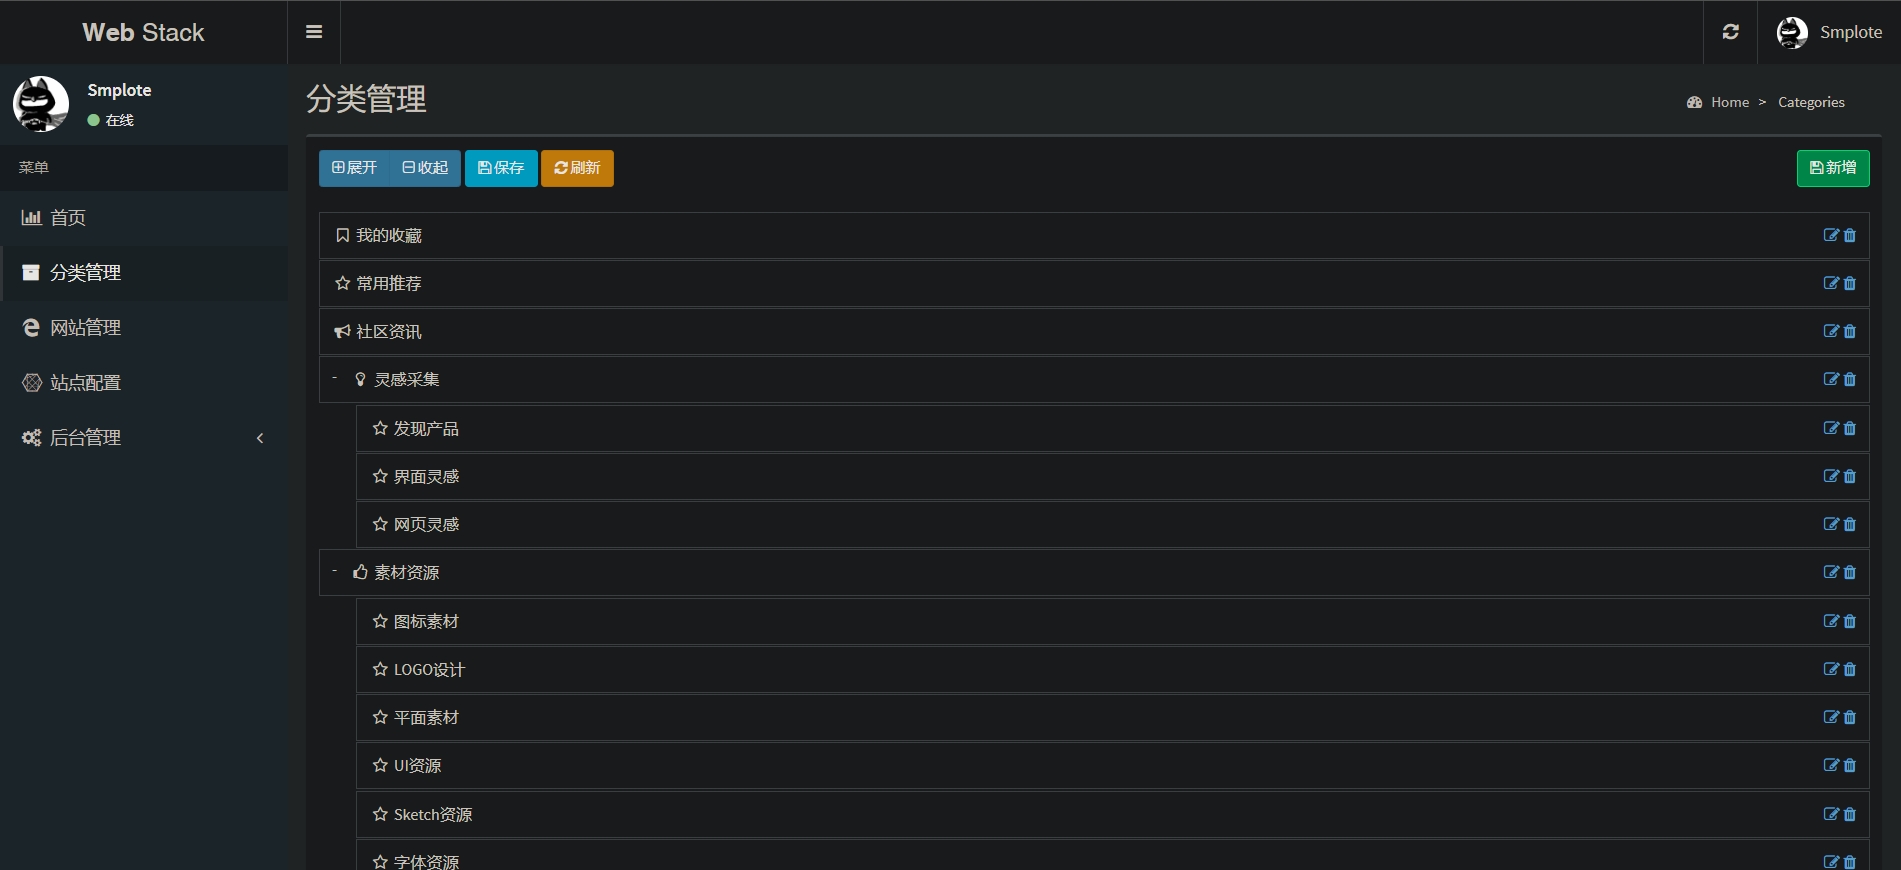 Web Stack
Smplote
Smplote
在线
菜单
首页
分类管理
网站管理
站点配置
后台管理
分类管理
Home > Categories
展开 收起 保存 刷新 新增
我的收藏
常用推荐
社区资讯
- 灵感采集
发现产品
界面灵感
网页灵感
- 素材资源
图标素材
LOGO设计
平面素材
UI资源
Sketch资源
字体资源